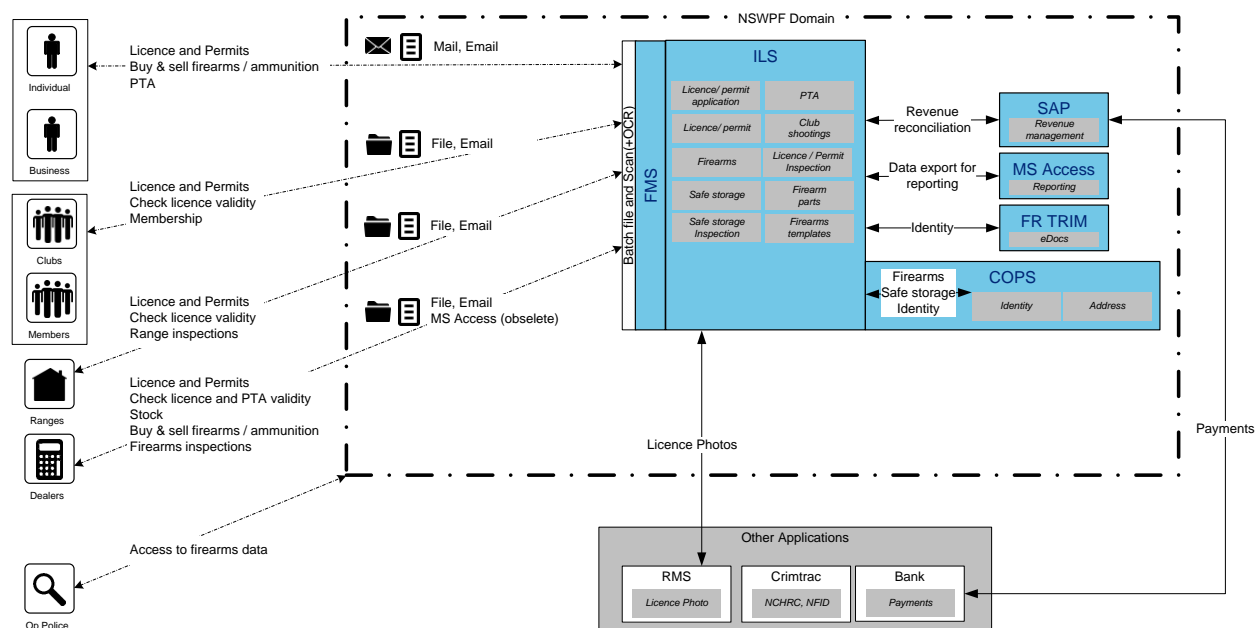 NSWPF Domain
Individual
Business
Licence and Permits
Buy & sell firearms / ammunition
PTA
Mail, Email
Clubs
Members
Licence and Permits
Check licence validity
Membership
File, Email
Ranges
Licence and Permits
Check licence validity
Range inspections
File, Email
Dealers
Licence and Permits
Check licence and PTA validity
Stock
Buy & sell firearms / ammunition
Firearms inspections
File, Email
MS Access (obselete)
Op Police
Access to firearms data
Batch file and Scan(+OCR)
FMS
ILS
Licence/ permit
application
PTA
Licence/ permit
Club
shootings
Firearms
Licence / Permit
Inspection
Safe storage
Firearm
parts
Safe storage
Inspection
Firearms
templates
Revenue
reconciliation
SAP
Revenue
management
Data export for
reporting
MS Access
Reporting
Identity
FR TRIM
eDocs
Firearms
Safe storage
Identity
COPS
Identity
Address
Licence Photos
Payments
Other Applications
RMS
Licence Photo
Crimtrac
NCHRC, NFID
Bank
Payments